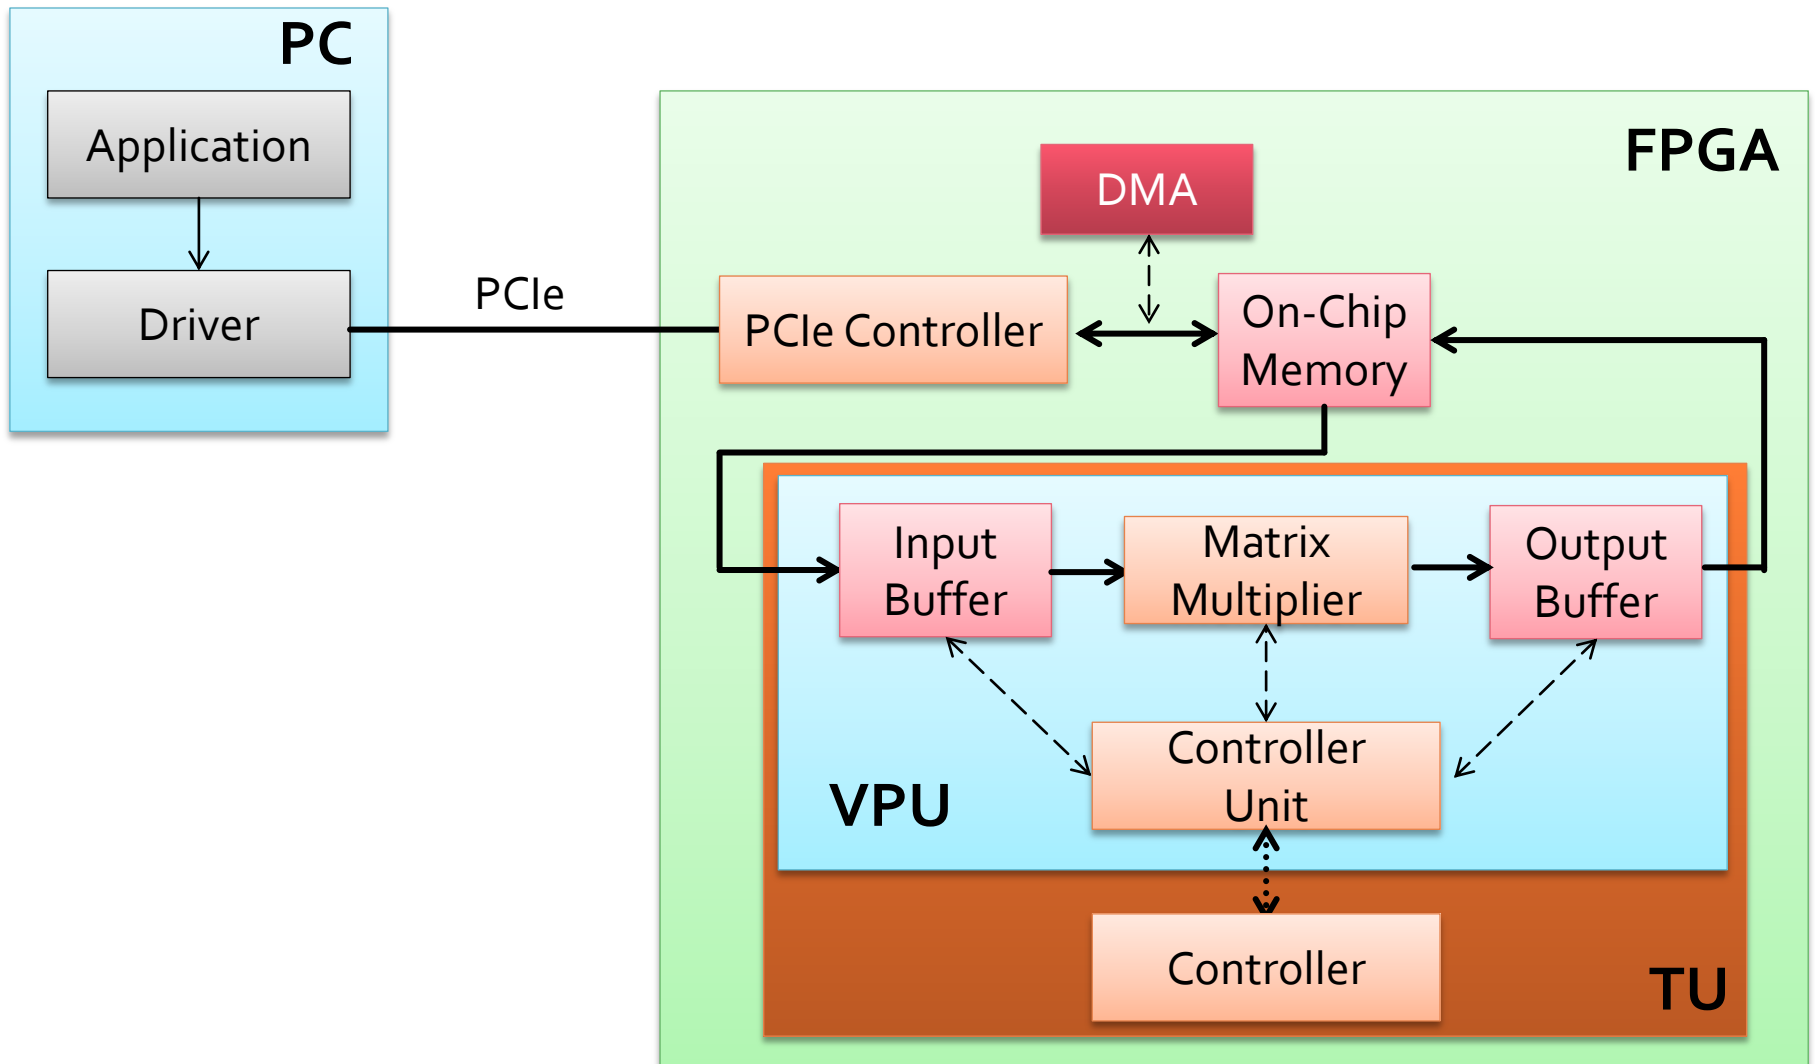 PC
Application
Driver
PCIe
FPGA
DMA
PCIe Controller
On-Chip
Memory
Input
Buffer
Matrix
Multiplier
Output
Buffer
Controller
Unit
VPU
Controller
TU